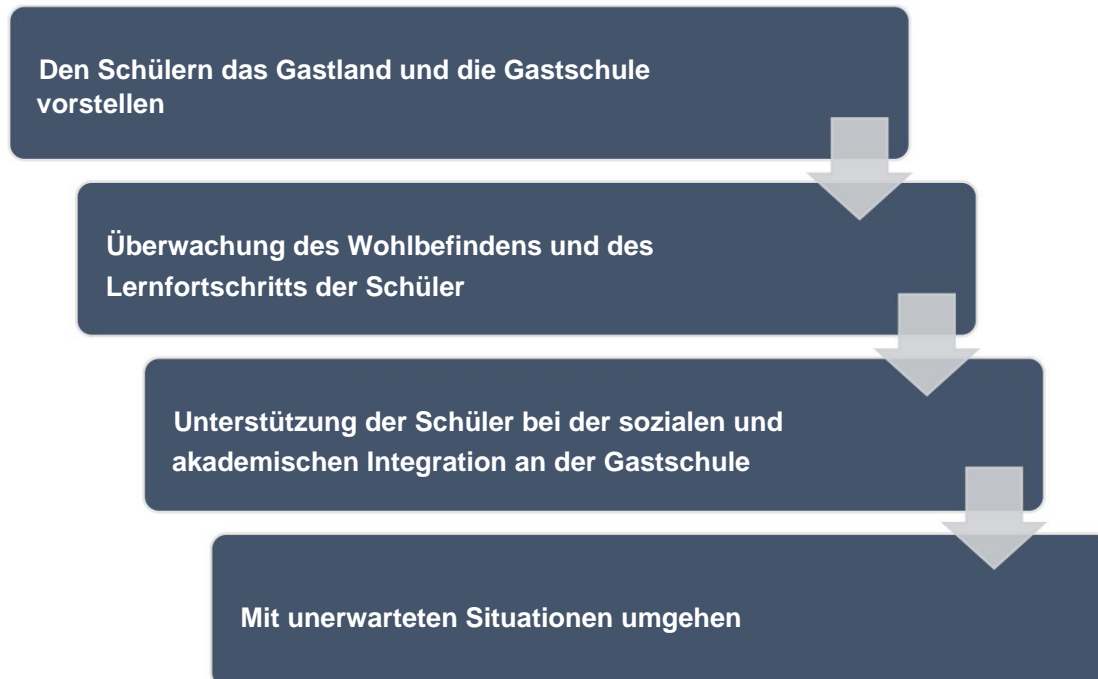 Den Schülern das Gastland und die Gastschule
vorstellen
Überwachung des Wohlbefindens und des
Lernfortschritts der Schüler
Unterstützung der Schüler bei der sozialen und
akademischen Integration an der Gastschule
Mit unerwarteten Situationen umgehen